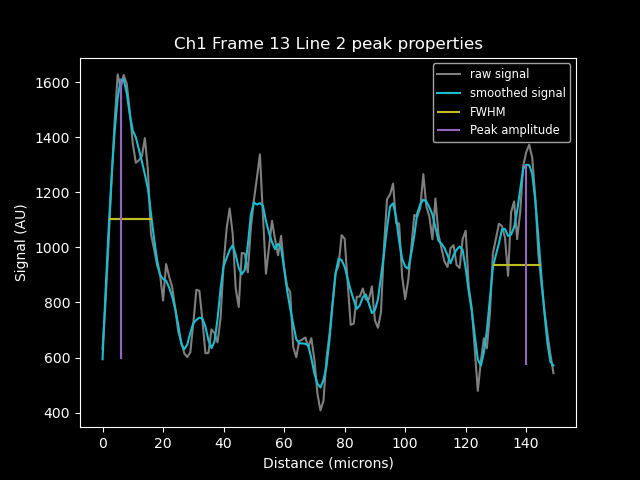 Ch1 Frame 13 Line 2 peak properties
raw signal
smoothed signal
FWHM
Peak amplitude
Signal (AU)
1600
1400
1200
1000
800
600
400
0 20 40 60 80 100 120 140
Distance (microns)